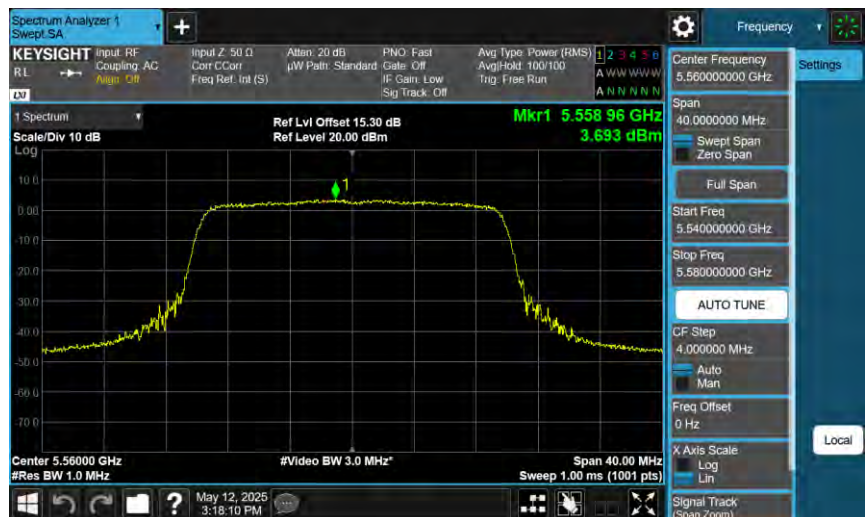 Spectrum Analyzer 1
Swept SA
+
Frequency
KEYSIGHT
RL
LXI
Input: RF
Coupling: AC
Align: Off
Input Z: 50 Ω
Corr CCorr
Freq Ref: Int (S)
Atten: 20 dB
µW Path: Standard
PNO: Fast
Gate: Off
IF Gain: Low
Sig Track: Off
Avg Type: Power (RMS)
Avg|Hold: 100/100
Trig: Free Run
1 2 3 4 5 6
A W W W W W
A N N N N N
1 Spectrum
Scale/Div 10 dB
Log
Ref Lvl Offset 15.30 dB
Ref Level 20.00 dBm
Mkr1 5.558 96 GHz
3.693 dBm
1
10.0
0.00
-10.0
-20.0
-30.0
-40.0
-50.0
-60.0
-70.0
Center 5.56000 GHz
#Res BW 1.0 MHz
#Video BW 3.0 MHz*
Span 40.00 MHz
Sweep 1.00 ms (1001 pts)
May 12, 2025
3:18:10 PM
?
Settings
Center Frequency
5.560000000 GHz
Span
40.0000000 MHz
Swept Span
Zero Span
Full Span
Start Freq
5.540000000 GHz
Stop Freq
5.580000000 GHz
AUTO TUNE
CF Step
4.000000 MHz
Auto
Man
Freq Offset
0 Hz
X Axis Scale
Log
Lin
Signal Track
(Span Zoom)
Local